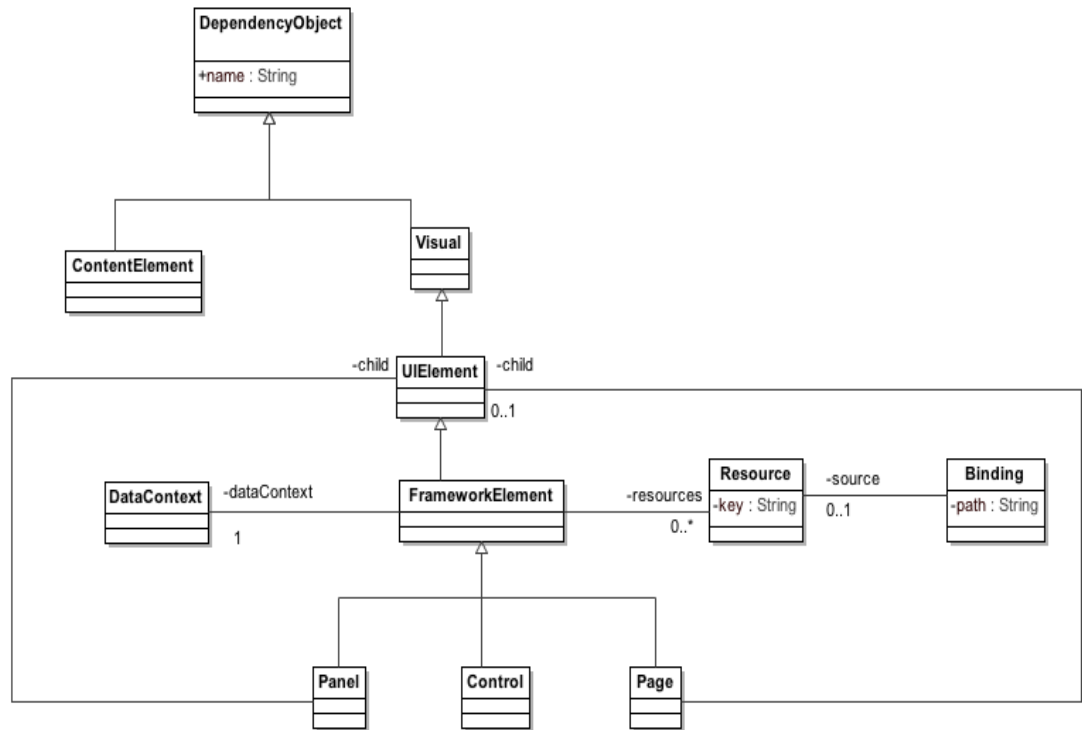 DependencyObject
+name : String
ContentElement
Visual
-child
UIElement
-child
0..1
DataContext
-dataContext
1
FrameworkElement
-resources
0..*
Resource
-key : String
-source
0..1
Binding
-path : String
Panel
Control
Page